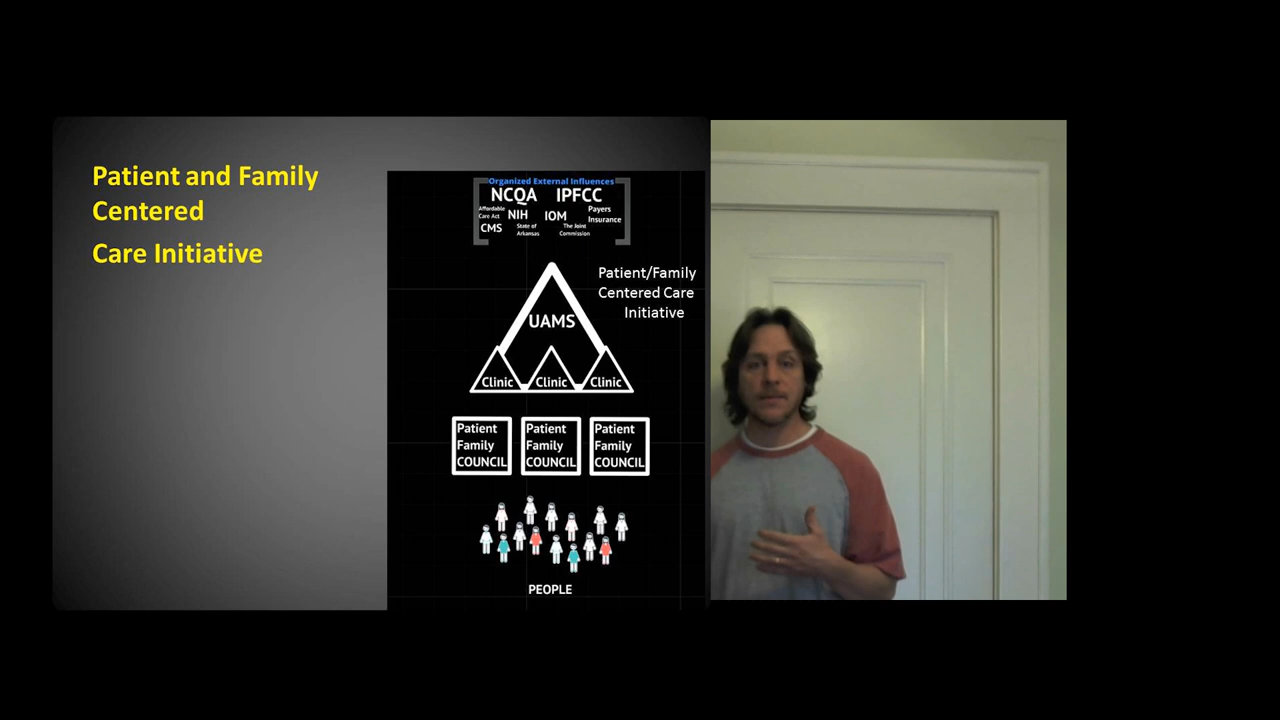 Patient and Family
Centered
Care Initiative
Organized External Influences
NCQA IPFCC
Affordable
Care Act
NIH
IOM
Payers
Insurance
CMS
State of
Arkansas
The Joint
Commission
Patient/Family
Centered Care
Initiative
UAMS
Clinic Clinic Clinic
Patient
Family
COUNCIL
Patient
Family
COUNCIL
Patient
Family
COUNCIL
PEOPLE